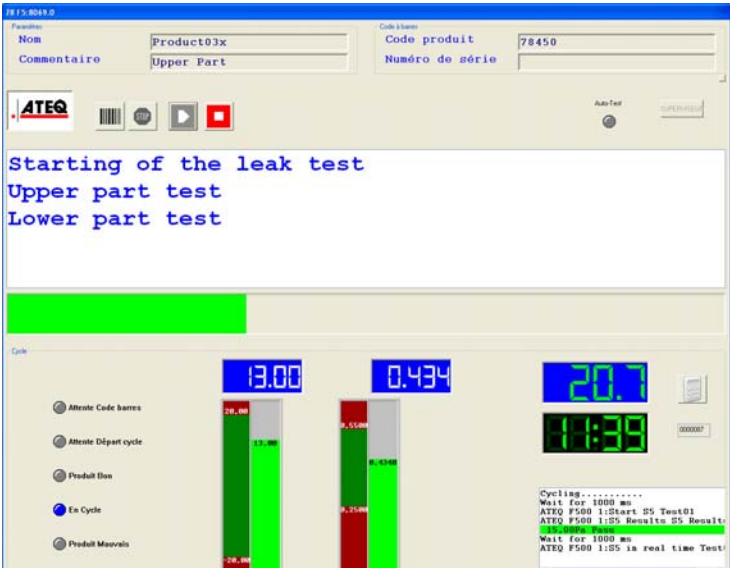 78 F5:8069.0
Paramètres
Nom Product03x
Commentaire Upper Part
Code à barres
Code produit 78450
Numéro de série
ATEQ
STOP
Auto-Test
SUPERVISEUR
Starting of the leak test
Upper part test
Lower part test
Cycle
13.00
0.434
20.7
11:39
0000087
Attente Code barres
Attente Départ cycle
Produit Bon
En Cycle
Produit Mauvais
20,00
13.00
-20,00
0,5500
0,4340
0,2500
Cycling...........
Wait for 1000 ms
ATEQ F500 1:Start S5 Test01
ATEQ F500 1:S5 Results S5 Result
15.00Pa Pass
Wait for 1000 ms
ATEQ F500 1:S5 in real time Test